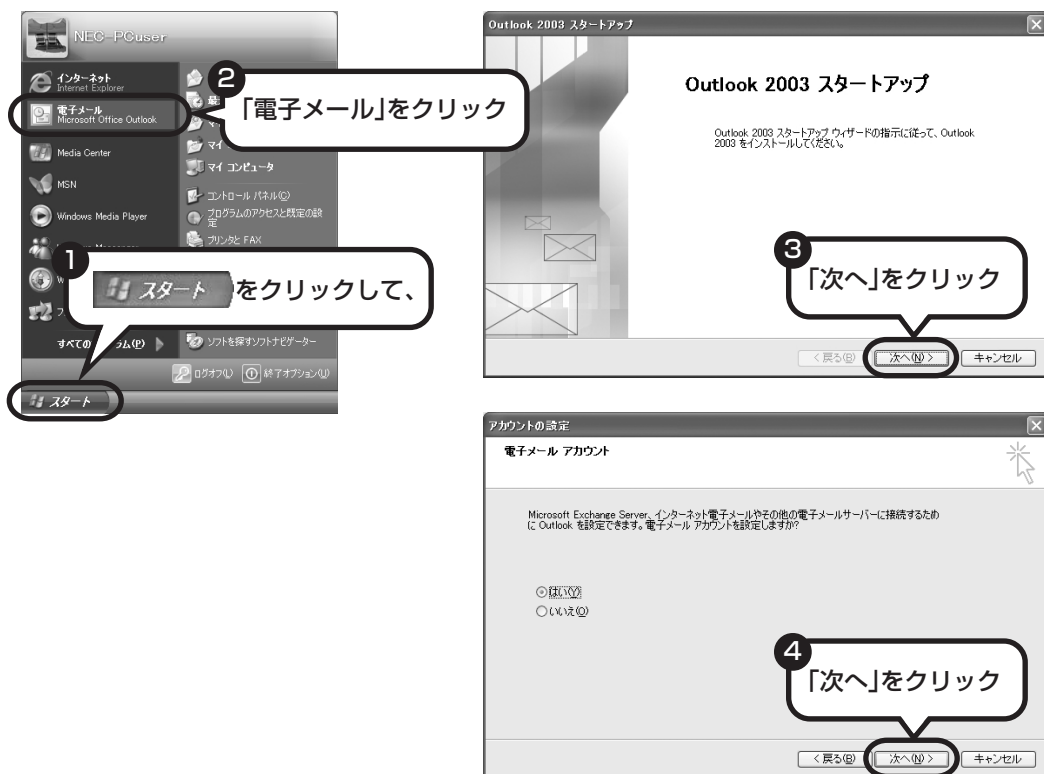 NEC-PCuser
インターネット
Internet Explorer
電子メール
Microsoft Office Outlook
Media Center
MSN
Windows Media Player
すべての
ラム(P)
マイ コンピュータ
コントロール パネル(C)
プログラムのアクセスと既定の設
定
プリンタと FAX
ソフトを探すソフトナビゲーター
ログオフ(L)
終了オプション(U)
スタート
2
「電子メール」をクリック
1
スタート をクリックして、
Outlook 2003 スタートアップ
Outlook 2003 スタートアップ
Outlook 2003 スタートアップ ウィザードの指示に従って、Outlook
2003 をインストールしてください。
3
「次へ」をクリック
< 戻る(B) 次へ(N) > キャンセル
アカウントの設定
電子メール アカウント
Microsoft Exchange Server、インターネット電子メールやその他の電子メールサーバーに接続するため
に Outlook を設定できます。電子メール アカウントを設定しますか?
はい(Y)
いいえ(O)
4
「次へ」をクリック
< 戻る(B) 次へ(N) > キャンセル